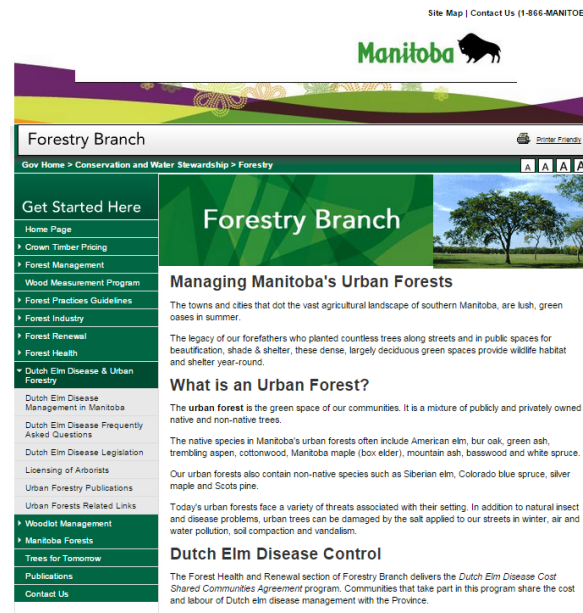 Site Map | Contact Us (1-866-MANITOB
Manitoba
Forestry Branch
Printer Friendly
Gov Home > Conservation and Water Stewardship > Forestry
A A A A
Get Started Here
Home Page
Crown Timber Pricing
Forest Management
Wood Measurement Program
Forest Practices Guidelines
Forest Industry
Forest Renewal
Forest Health
Dutch Elm Disease & Urban
Forestry
Dutch Elm Disease
Management in Manitoba
Dutch Elm Disease Frequently
Asked Questions
Dutch Elm Disease Legislation
Licensing of Arborists
Urban Forestry Publications
Urban Forests Related Links
Woodlot Management
Manitoba Forests
Trees for Tomorrow
Publications
Contact Us
Forestry Branch
Managing Manitoba's Urban Forests
The towns and cities that dot the vast agricultural landscape of southern Manitoba, are lush, green
oases in summer.
The legacy of our forefathers who planted countless trees along streets and in public spaces for
beautification, shade & shelter, these dense, largely deciduous green spaces provide wildlife habitat
and shelter year-round.
What is an Urban Forest?
The urban forest is the green space of our communities. It is a mixture of publicly and privately owned
native and non-native trees.
The native species in Manitoba's urban forests often include American elm, bur oak, green ash,
trembling aspen, cottonwood, Manitoba maple (box elder), mountain ash, basswood and white spruce.
Our urban forests also contain non-native species such as Siberian elm, Colorado blue spruce, silver
maple and Scots pine.
Today's urban forests face a variety of threats associated with their setting. In addition to natural insect
and disease problems, urban trees can be damaged by the salt applied to our streets in winter, air and
water pollution, soil compaction and vandalism.
Dutch Elm Disease Control
The Forest Health and Renewal section of Forestry Branch delivers the Dutch Elm Disease Cost
Shared Communities Agreement program. Communities that take part in this program share the cost
and labour of Dutch elm disease management with the Province.